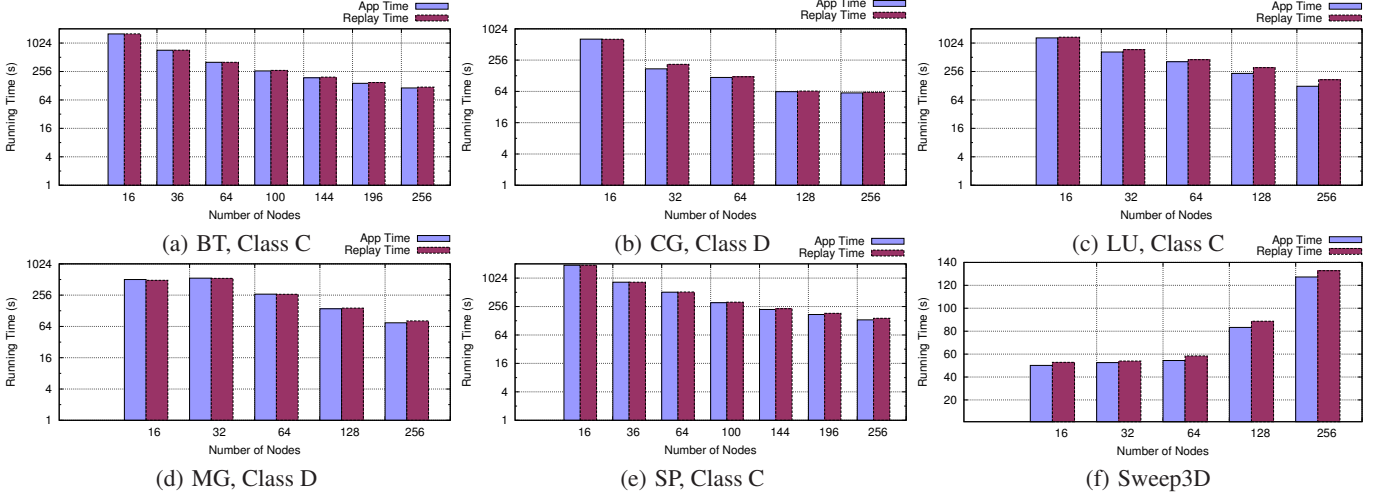 App Time
Replay Time
1024
256
64
16
4
1
Running Time (s)
16 36 64 100 144 196 256
Number of Nodes
(a) BT, Class C
App Time
Replay Time
1024
256
64
16
4
1
Running Time (s)
16 32 64 128 256
Number of Nodes
(b) CG, Class D
App Time
Replay Time
1024
256
64
16
4
1
Running Time (s)
16 32 64 128 256
Number of Nodes
(c) LU, Class C
App Time
Replay Time
1024
256
64
16
4
1
Running Time (s)
16 32 64 128 256
Number of Nodes
(d) MG, Class D
App Time
Replay Time
1024
256
64
16
4
1
Running Time (s)
16 36 64 100 144 196 256
Number of Nodes
(e) SP, Class C
App Time
Replay Time
140
120
100
80
60
40
20
Running Time (s)
16 32 64 128 256
Number of Nodes
(f) Sweep3D